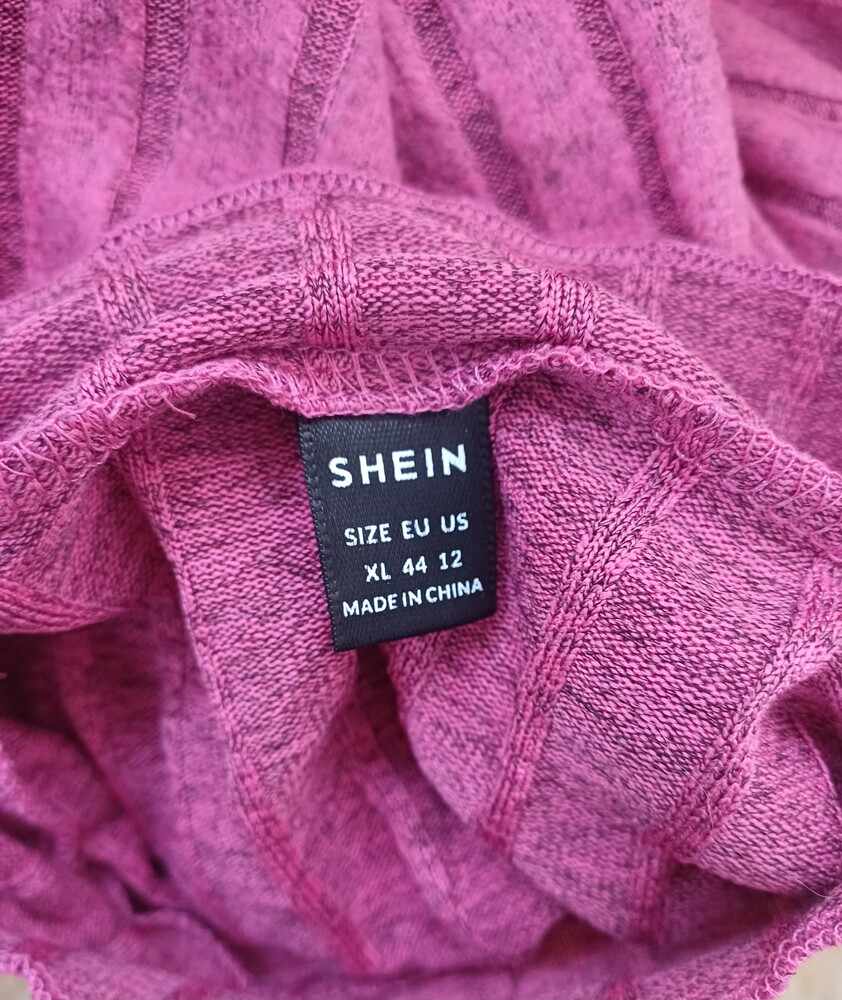 SHEIN
SIZE EU US
XL 44 12
MADE IN CHINA